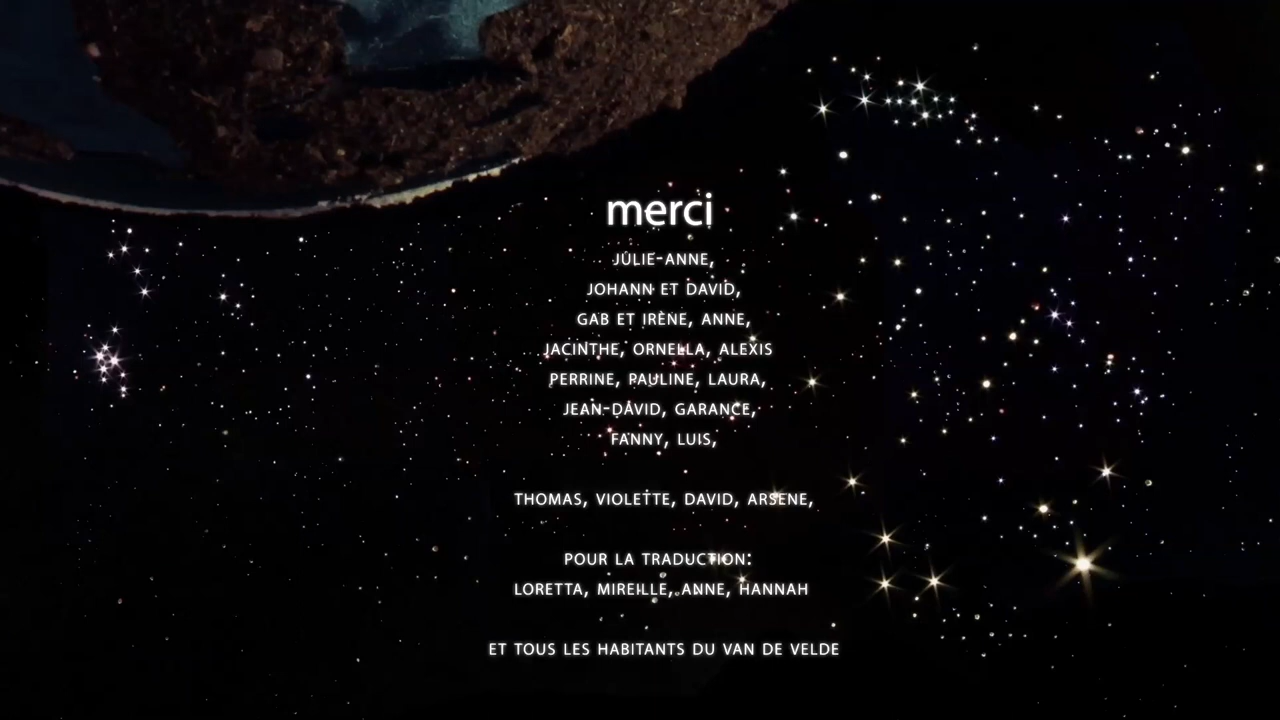 merci
JULIE-ANNE,
JOHANN ET DAVID,
GAB ET IRÈNE, ANNE,
JACINTHE, ORNELLA, ALEXIS
PERRINE, PAULINE, LAURA,
JEAN-DAVID, GARANCE,
FANNY, LUIS,
THOMAS, VIOLETTE, DAVID, ARSENE,
POUR LA TRADUCTION:
LORETTA, MIREILLE, ANNE, HANNAH
ET TOUS LES HABITANTS DU VAN DE VELDE